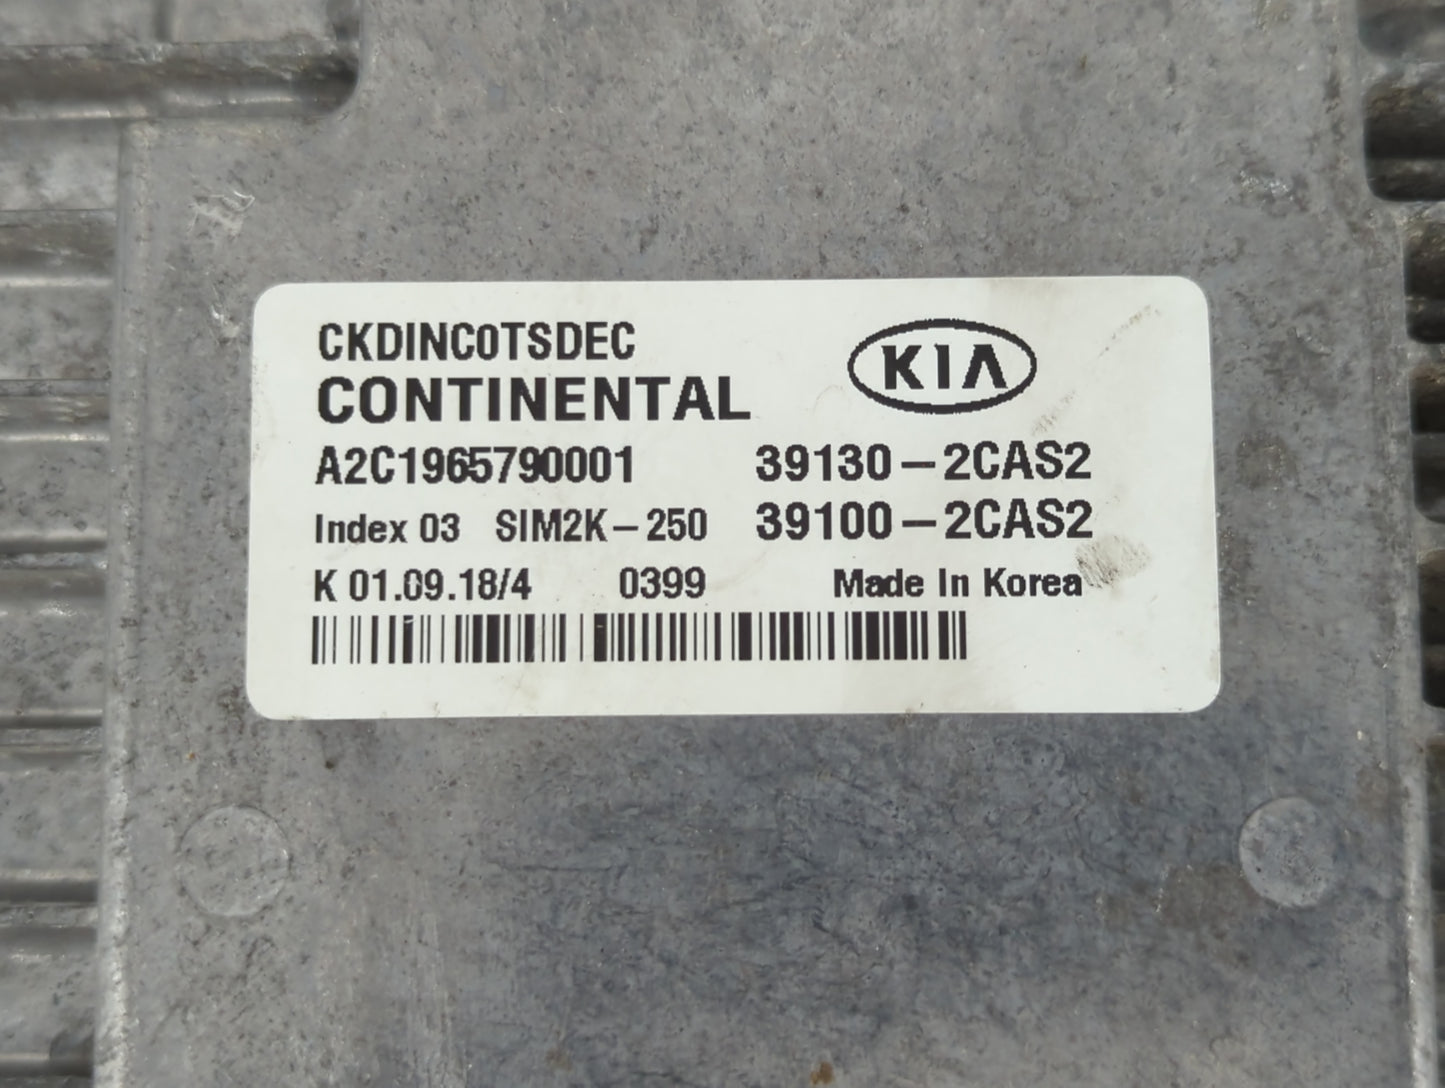 CKDINC0TSDEC
CONTINENTAL
KIA
A2C1965790001 39130-2CAS2
Index 03 SIM2K-250 39100-2CAS2
K 01.09.18/4 0399 Made In Korea